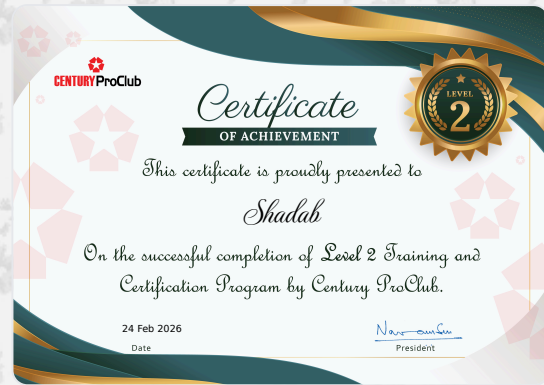 CENTURY ProClub
LEVEL
2
Certificate
OF ACHIEVEMENT
This certificate is proudly presented to
Shadab
On the successful completion of Level 2 Training and
Certification Program by Century ProClub.
24 Feb 2026
Date
President